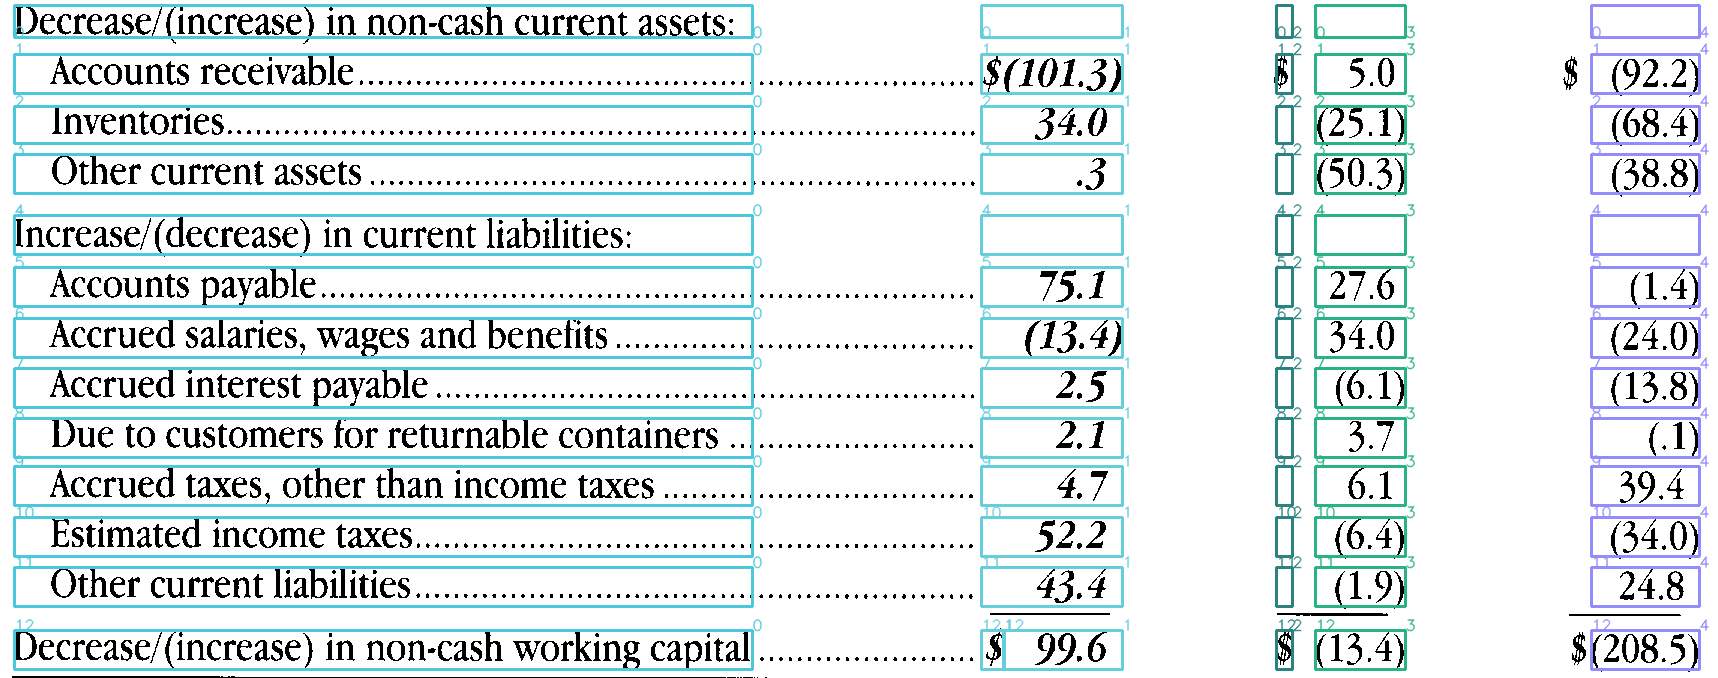 Decrease/(increase) in non-cash current assets:
Accounts receivable.......... $(101.3) $ 5.0 $ (92.2)
Inventories.......... 34.0 (25.1) (68.4)
Other current assets .......... .3 (50.3) (38.8)
Increase/(decrease) in current liabilities:
Accounts payable.......... 75.1 27.6 (1.4)
Accrued salaries, wages and benefits .......... (13.4) 34.0 (24.0)
Accrued interest payable .......... 2.5 (6.1) (13.8)
Due to customers for returnable containers .......... 2.1 3.7 (.1)
Accrued taxes, other than income taxes .......... 4.7 6.1 39.4
Estimated income taxes.......... 52.2 (6.4) (34.0)
Other current liabilities.......... 43.4 (1.9) 24.8
Decrease/(increase) in non-cash working capital .......... $ 99.6 $ (13.4) $(208.5)